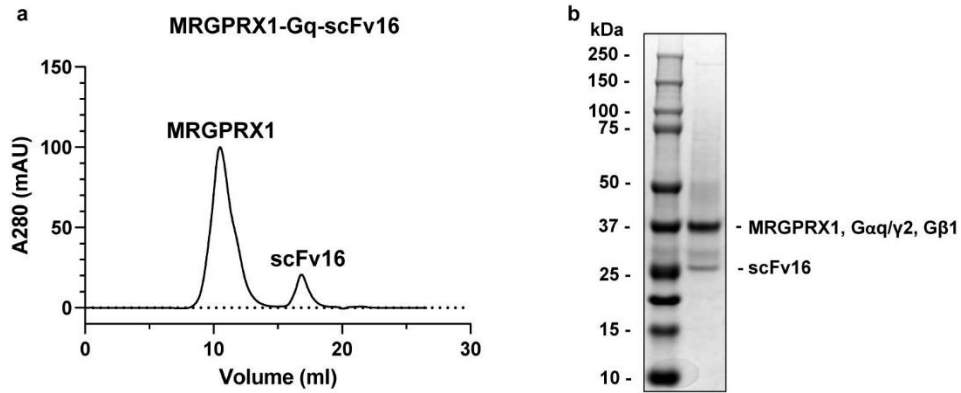 a
MRGPRX1-Gq-scFv16
150
100
50
0
A280 (mAU)
MRGPRX1
scFv16
0
10
20
30
Volume (ml)
b
kDa
250 -
150 -
100 -
75 -
50 -
37 -
25 -
15 -
10 -
- MRGPRX1, Gαq/γ2, Gβ1
- scFv16